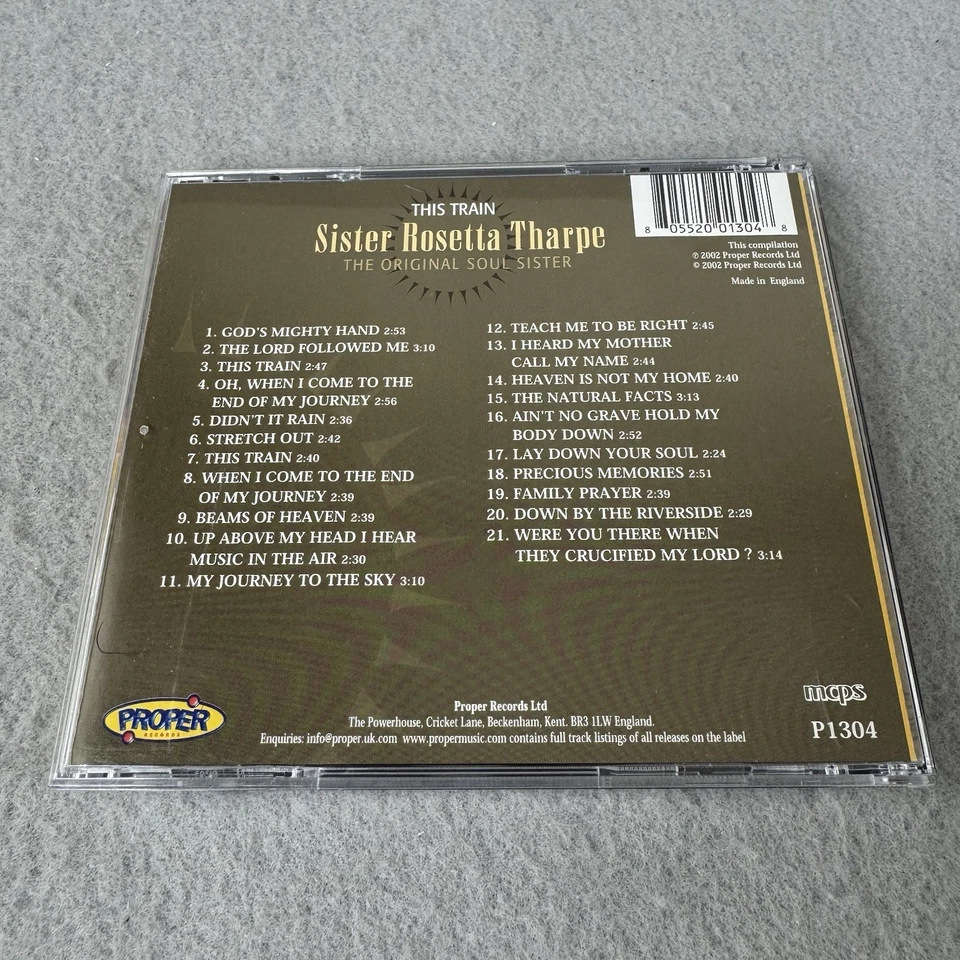 THIS TRAIN
Sister Rosetta Tharpe
THE ORIGINAL SOUL SISTER
8 05520 01304 8
This compilation
℗ 2002 Proper Records Ltd
© 2002 Proper Records Ltd
Made in England
1. GOD'S MIGHTY HAND 2:53
2. THE LORD FOLLOWED ME 3:10
3. THIS TRAIN 2:47
4. OH, WHEN I COME TO THE
END OF MY JOURNEY 2:56
5. DIDN'T IT RAIN 2:36
6. STRETCH OUT 2:42
7. THIS TRAIN 2:40
8. WHEN I COME TO THE END
OF MY JOURNEY 2:39
9. BEAMS OF HEAVEN 2:39
10. UP ABOVE MY HEAD I HEAR
MUSIC IN THE AIR 2:30
11. MY JOURNEY TO THE SKY 3:10
12. TEACH ME TO BE RIGHT 2:45
13. I HEARD MY MOTHER
CALL MY NAME 2:44
14. HEAVEN IS NOT MY HOME 2:40
15. THE NATURAL FACTS 3:13
16. AIN'T NO GRAVE HOLD MY
BODY DOWN 2:52
17. LAY DOWN YOUR SOUL 2:24
18. PRECIOUS MEMORIES 2:51
19. FAMILY PRAYER 2:39
20. DOWN BY THE RIVERSIDE 2:29
21. WERE YOU THERE WHEN
THEY CRUCIFIED MY LORD ? 3:14
PROPER
RECORDS
Proper Records Ltd
The Powerhouse, Cricket Lane, Beckenham, Kent. BR3 1LW England.
Enquiries: info@proper.uk.com www.propermusic.com contains full track listings of all releases on the label
mcps
P1304